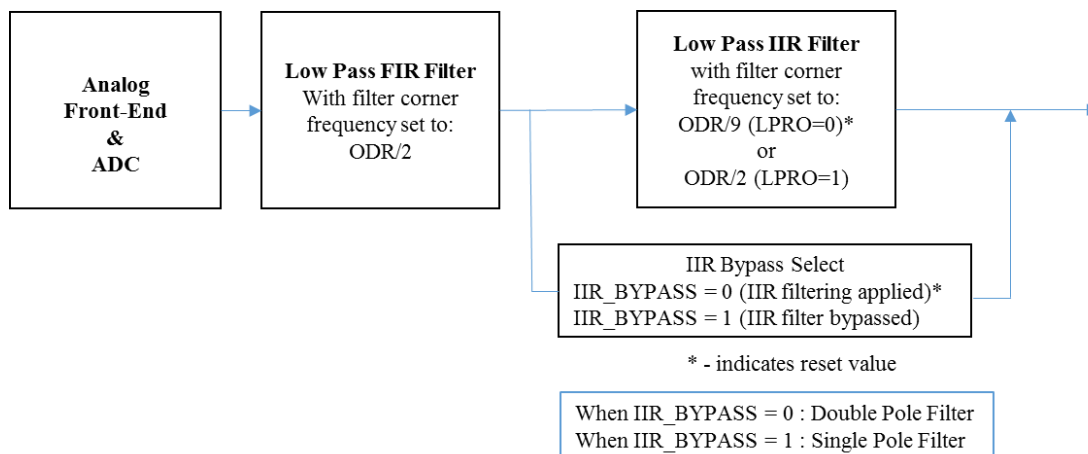 Analog
Front-End
&
ADC
Low Pass FIR Filter
With filter corner
frequency set to:
ODR/2
Low Pass IIR Filter
with filter corner
frequency set to:
ODR/9 (LPRO=0)*
or
ODR/2 (LPRO=1)
IIR Bypass Select
IIR_BYPASS = 0 (IIR filtering applied)*
IIR_BYPASS = 1 (IIR filter bypassed)
* - indicates reset value
When IIR_BYPASS = 0 : Double Pole Filter
When IIR_BYPASS = 1 : Single Pole Filter